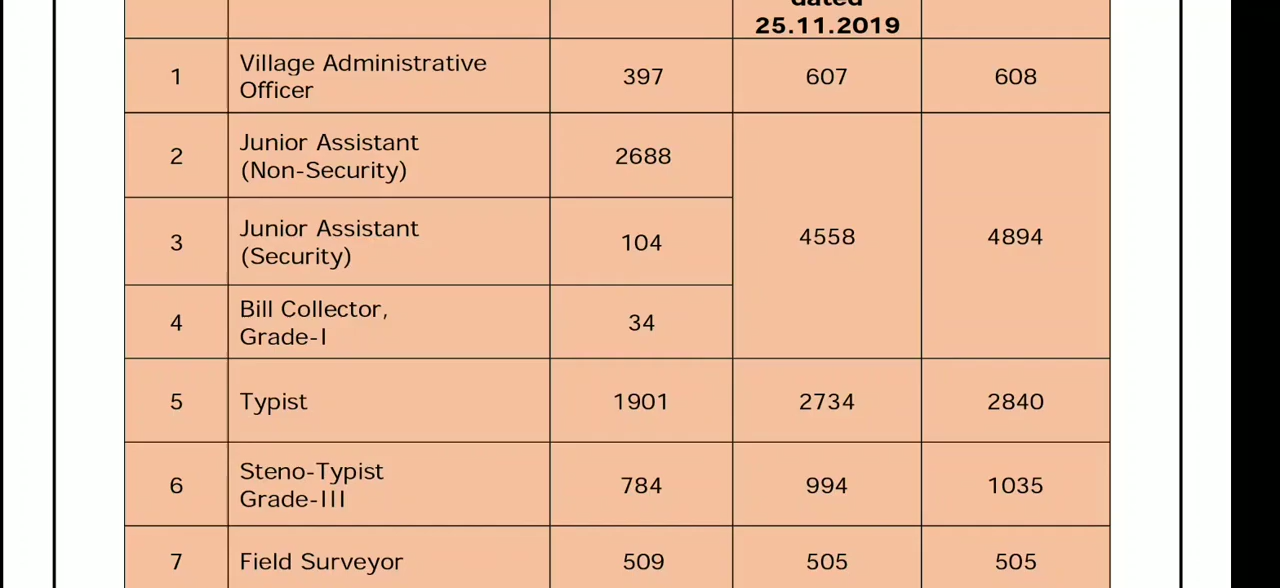 dated
25.11.2019
1 Village Administrative Officer 397 607 608
2 Junior Assistant (Non-Security) 2688 4558 4894
3 Junior Assistant (Security) 104
4 Bill Collector, Grade-I 34
5 Typist 1901 2734 2840
6 Steno-Typist Grade-III 784 994 1035
7 Field Surveyor 509 505 505